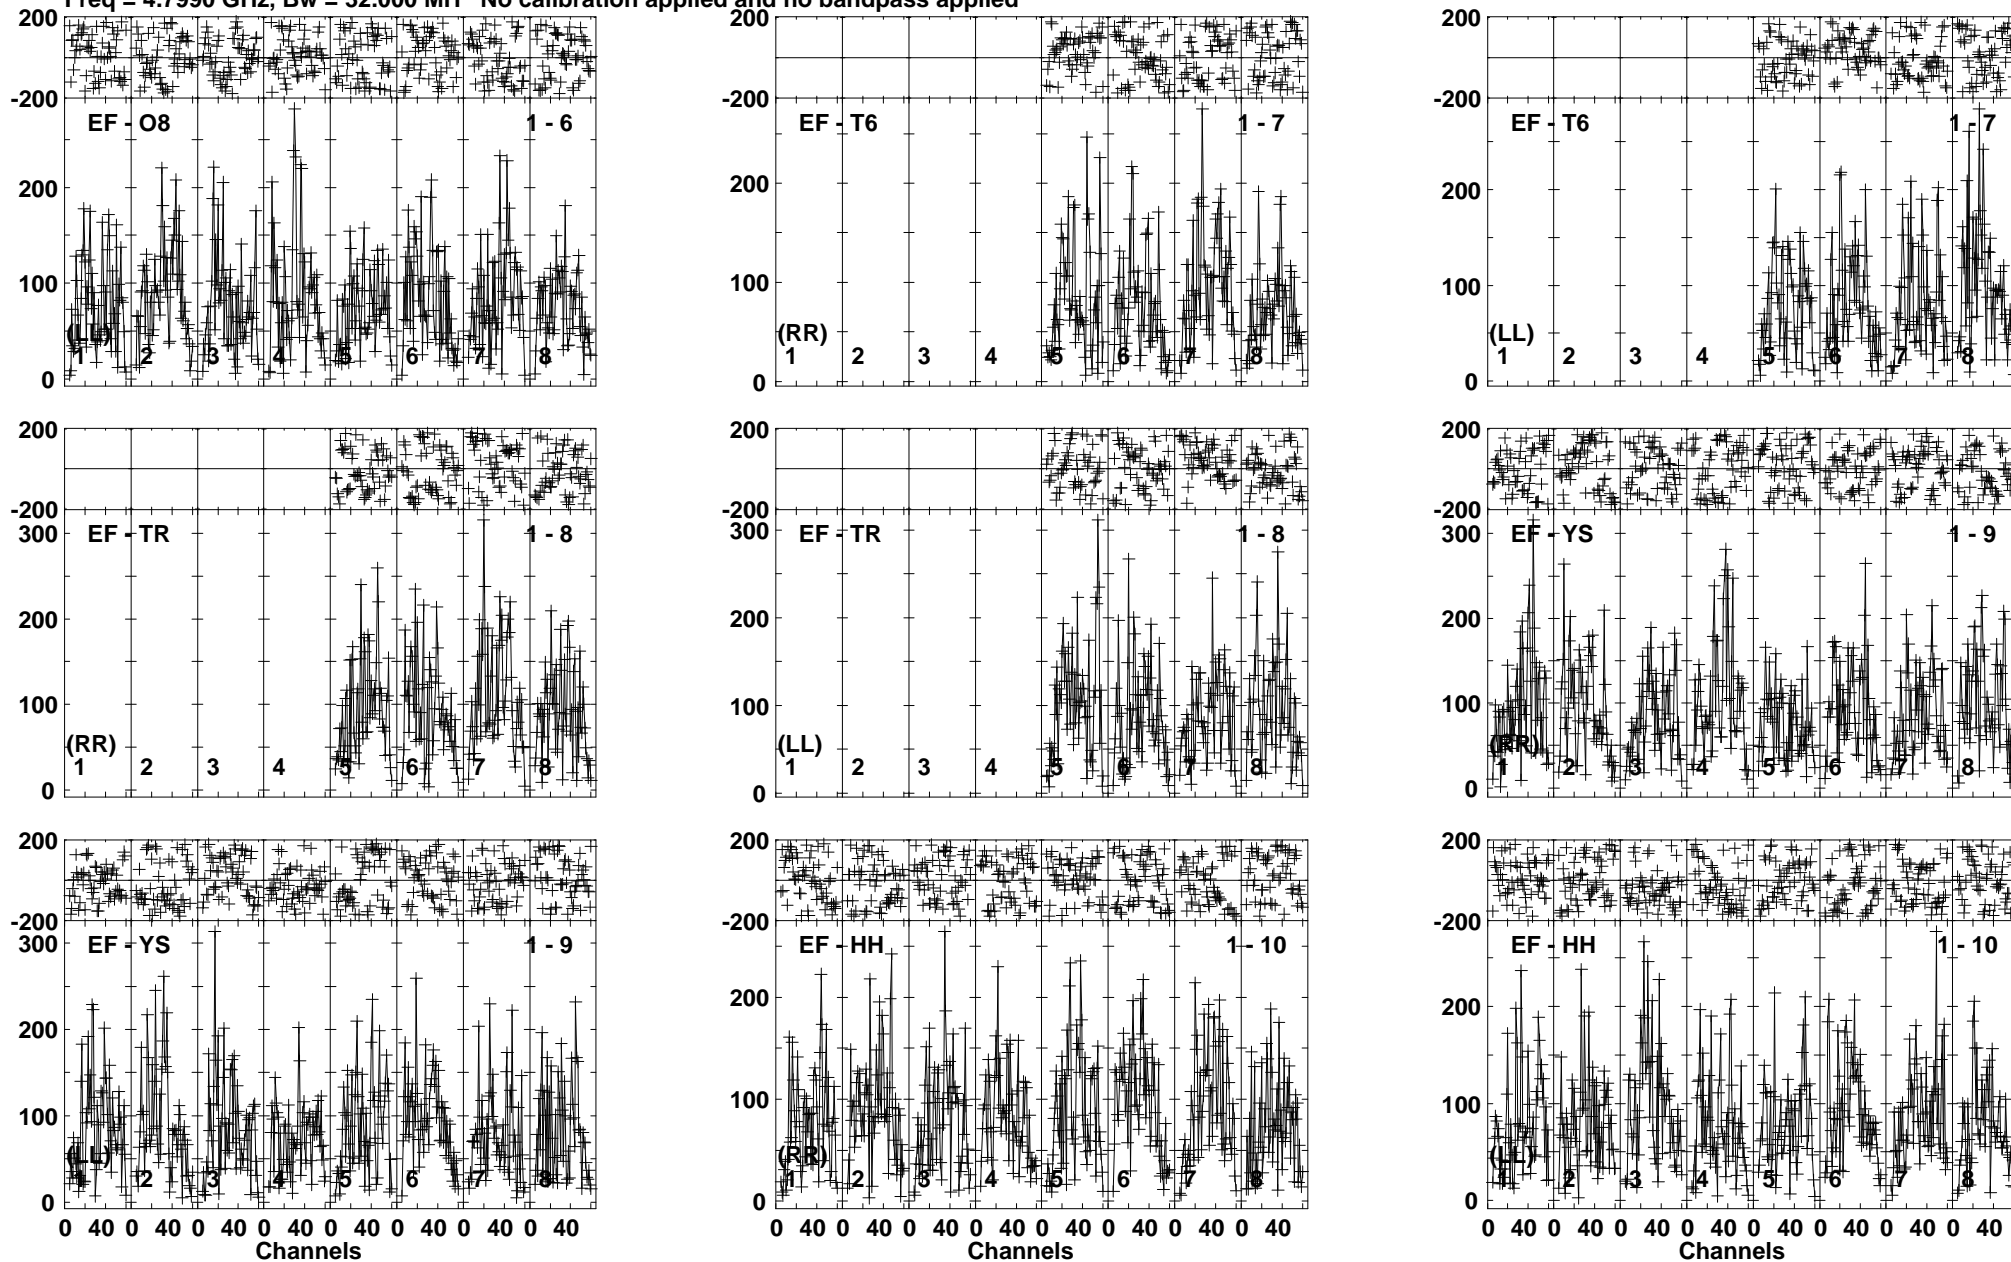 Freq = 4.7990 GHz, Bw = 32.000 MH No calibration applied and no bandpass applied
200 200 200
-200 -200 -200
EF - O8 1 - 6 EF - T6 1 - 7 EF - T6 1 - 7
200 200 200
100 100 100
(LL) (RR) (LL)
1 2 3 4 5 6 7 8 1 2 3 4 5 6 7 8 1 2 3 4 5 6 7 8
0 0 0
200 200 200
-200 -200 -200
EF - TR 1 - 8 EF - TR 1 - 8 EF - YS 1 - 9
300 300 300
200 200 200
100 100 100
(RR) (LL) (RR)
1 2 3 4 5 6 7 8 1 2 3 4 5 6 7 8 1 2 3 4 5 6 7 8
0 0 0
200 200 200
-200 -200 -200
EF - YS 1 - 9 EF - HH 1 - 10 EF - HH 1 - 10
300
200 200 200
100 100 100
(LL) (RR) (LL)
1 2 3 4 5 6 7 8 1 2 3 4 5 6 7 8 1 2 3 4 5 6 7 8
0 0 0
0 40 0 40 0 40 0 40 0 40 0 40 0 40 0 40 0 40 0 40 0 40 0 40 0 40 0 40 0 40 0 40 0 40 0 40 0 40 0 40 0 40 0 40 0 40 0 40
Channels Channels